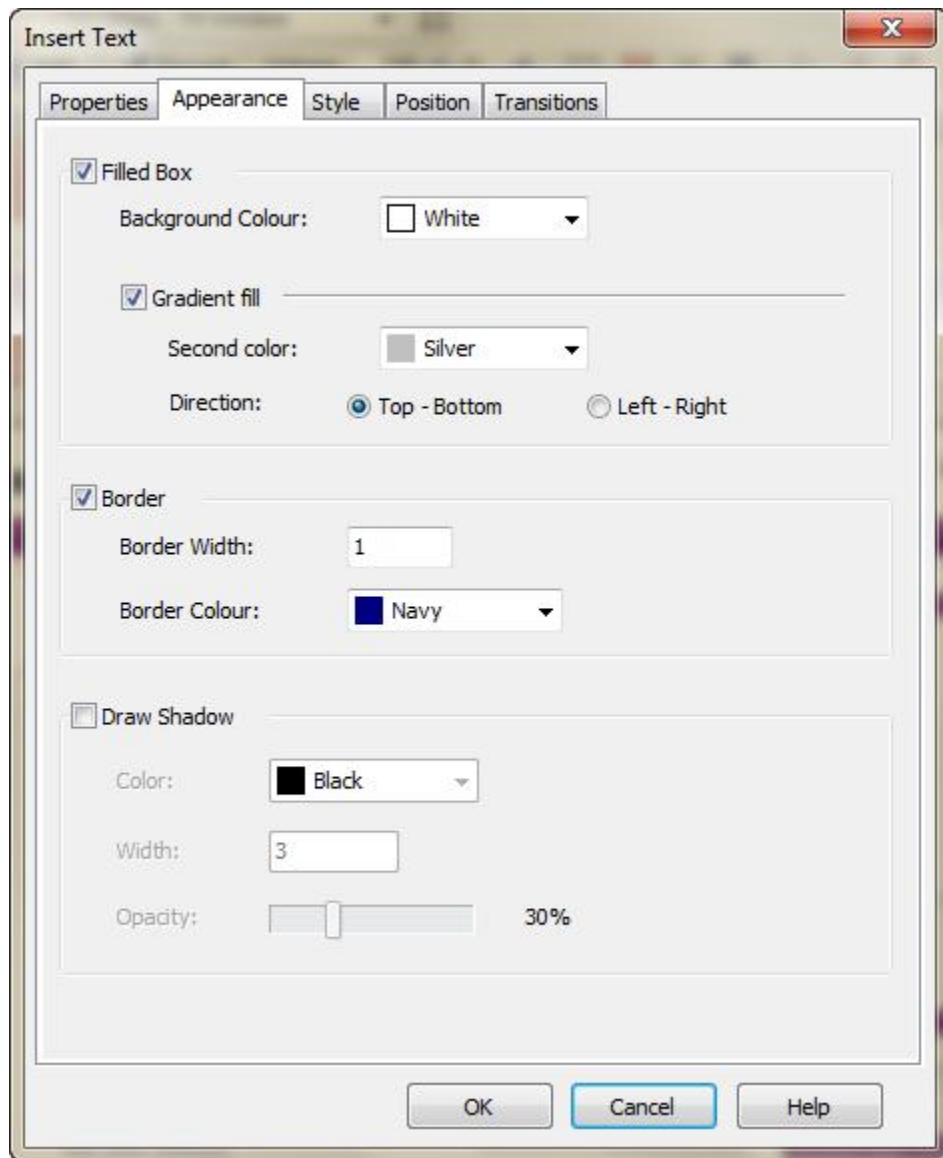 Insert Text
Properties Appearance Style Position Transitions
Filled Box
Background Colour: White
Gradient fill
Second color: Silver
Direction: Top - Bottom Left - Right
Border
Border Width: 1
Border Colour: Navy
Draw Shadow
Color: Black
Width: 3
Opacity: 30%
OK Cancel Help